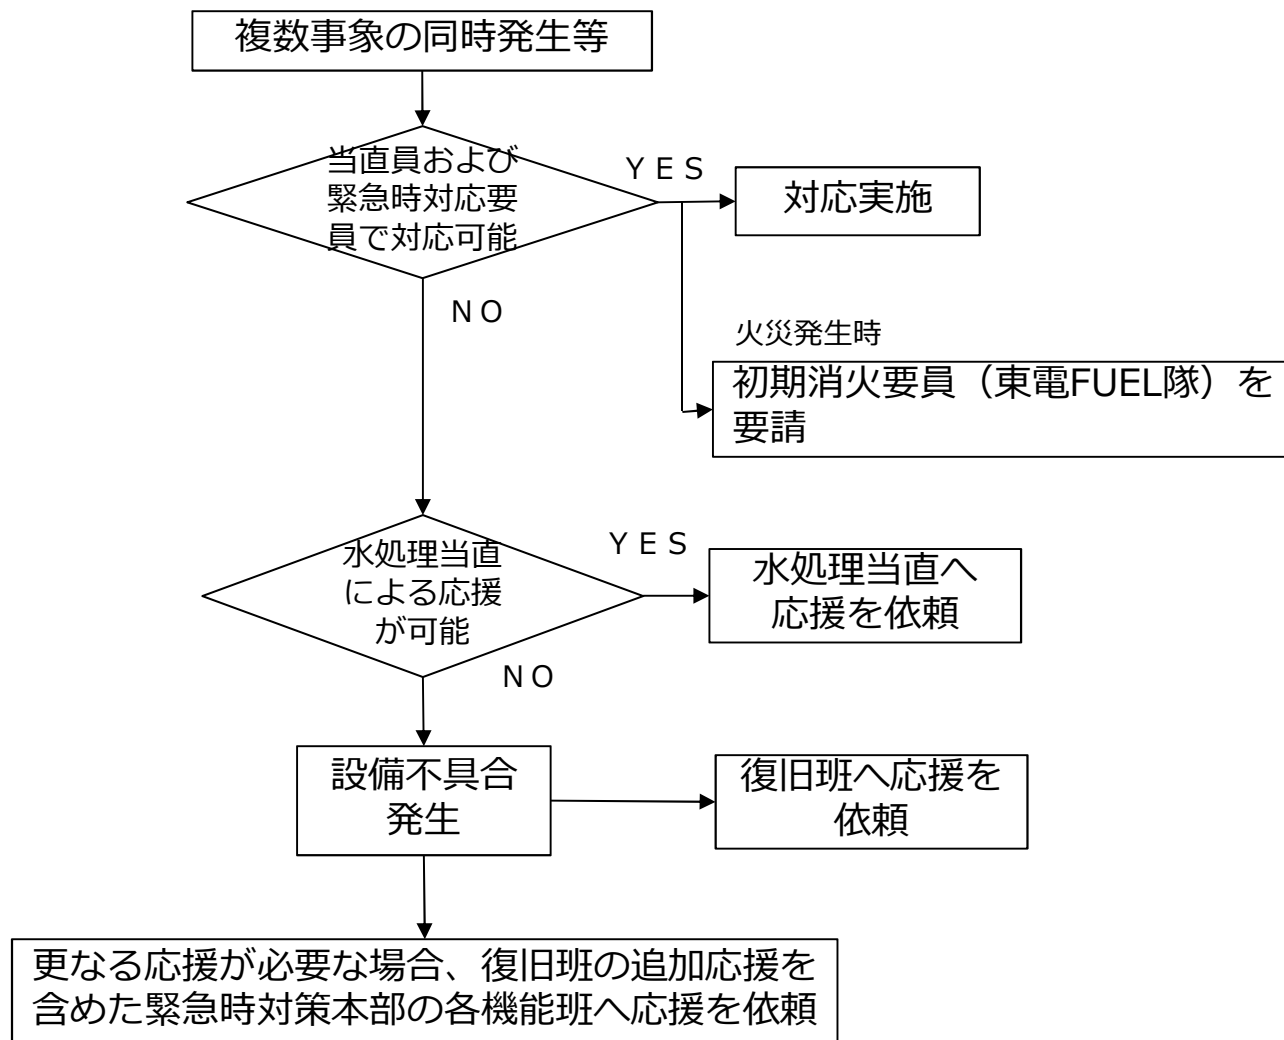 複数事象の同時発生等
当直員および
緊急時対応要
員で対応可能
ＹＥＳ
対応実施
ＮＯ
火災発生時
初期消火要員（東電FUEL隊）を
要請
水処理当直
による応援
が可能
ＹＥＳ
水処理当直へ
応援を依頼
ＮＯ
設備不具合
発生
復旧班へ応援を
依頼
更なる応援が必要な場合、復旧班の追加応援を
含めた緊急時対策本部の各機能班へ応援を依頼